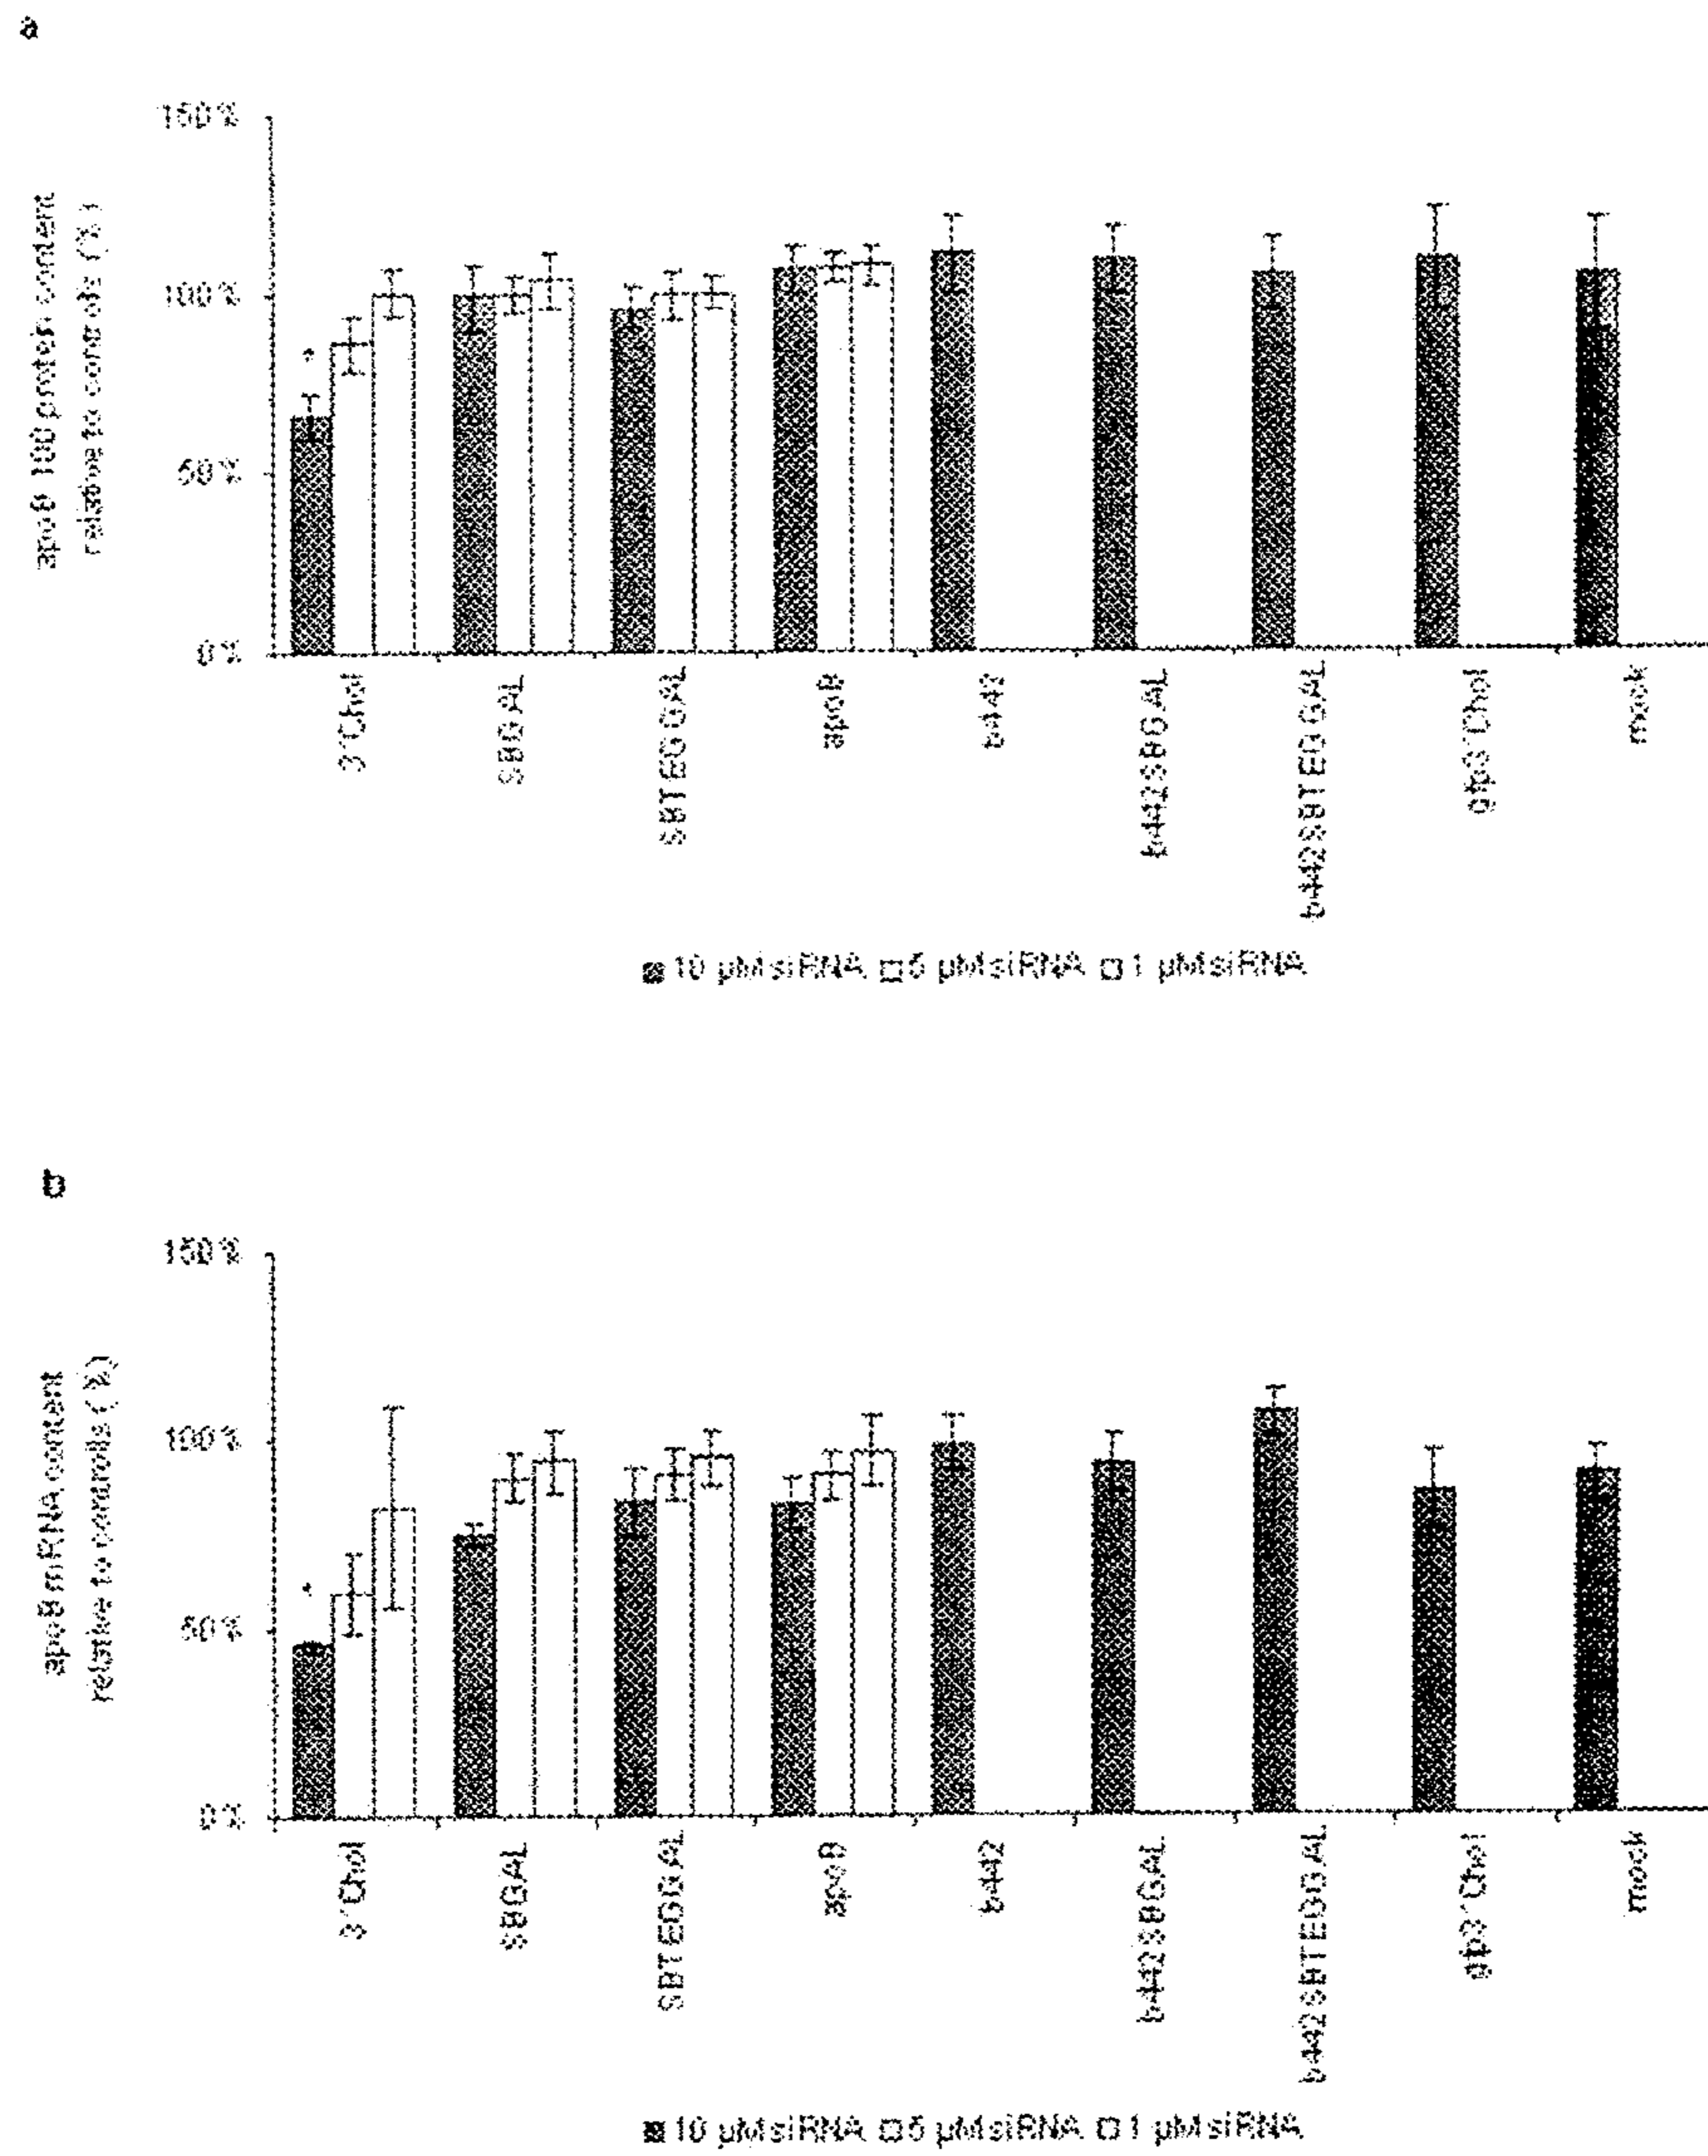 a
150%
100%
50%
0%
apoB 100 protein content
relative to controls (%)
3'Chol
SBGAL
SBTEGGAL
apoB
b442
b442SBGAL
b442SBTEGGAL
gfp3'Chol
mock
10 µM siRNA 5 µM siRNA 1 µM siRNA
b
150%
100%
50%
0%
apoB mRNA content
relative to controls (%)
3'Chol
SBGAL
SBTEGGAL
apoB
b442
b442SBGAL
b442SBTEGGAL
gfp3'Chol
mock
10 µM siRNA 5 µM siRNA 1 µM siRNA